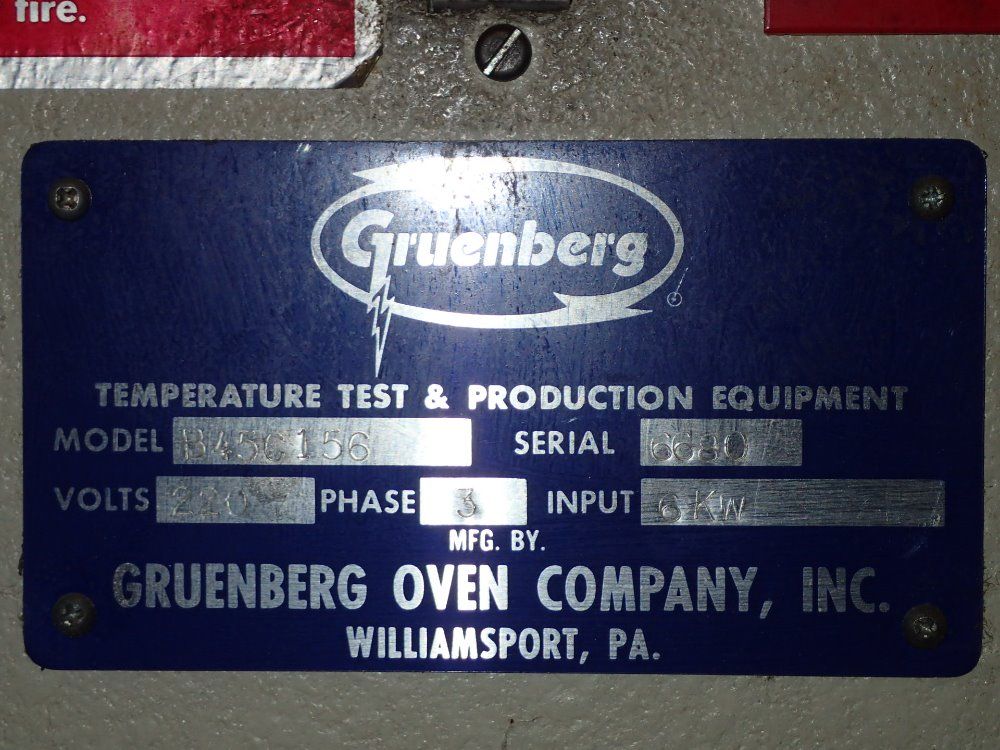 fire.
Gruenberg
TEMPERATURE TEST & PRODUCTION EQUIPMENT
MODEL B45C156 SERIAL 6680
VOLTS 220 PHASE 3 INPUT 6 KW
MFG. BY.
GRUENBERG OVEN COMPANY, INC.
WILLIAMSPORT, PA.